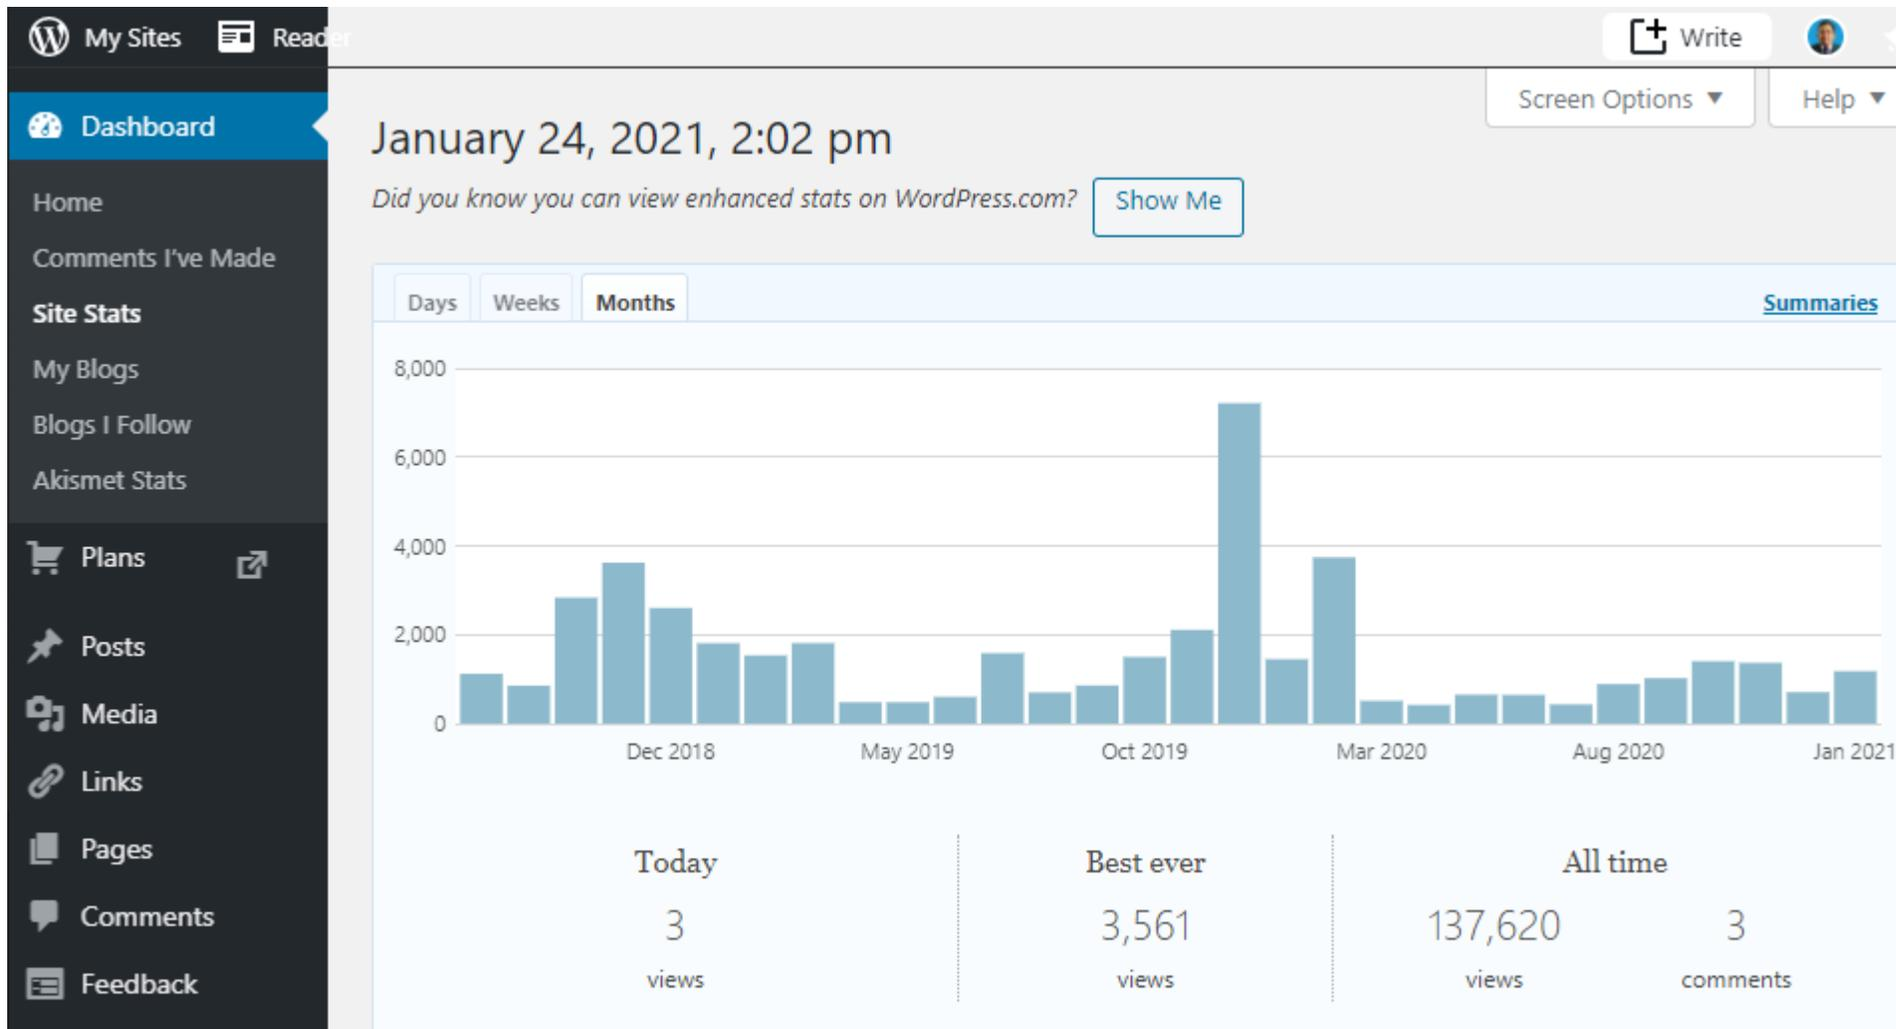 My Sites Reader Write
Screen Options Help
Dashboard
Home
Comments I've Made
Site Stats
My Blogs
Blogs I Follow
Akismet Stats
Plans
Posts
Media
Links
Pages
Comments
Feedback
January 24, 2021, 2:02 pm
Did you know you can view enhanced stats on WordPress.com? Show Me
Days Weeks Months Summaries
8,000
6,000
4,000
2,000
0
Dec 2018 May 2019 Oct 2019 Mar 2020 Aug 2020 Jan 2021
Today Best ever All time
3 3,561 137,620 3
views views views comments